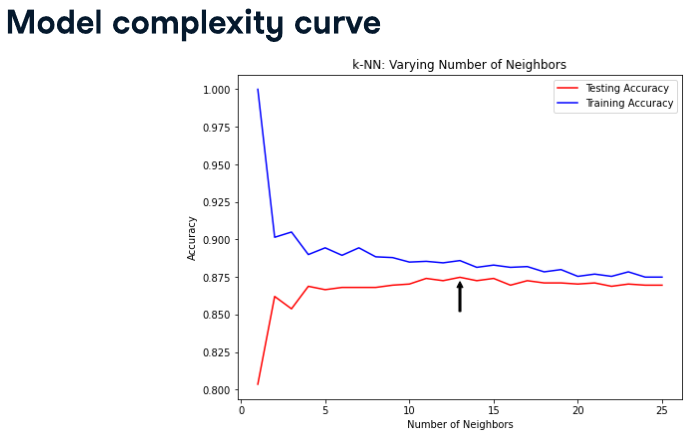 Model complexity curve
k-NN: Varying Number of Neighbors
Testing Accuracy
Training Accuracy
1.000
0.975
0.950
0.925
0.900
0.875
0.850
0.825
0.800
Accuracy
0 5 10 15 20 25
Number of Neighbors